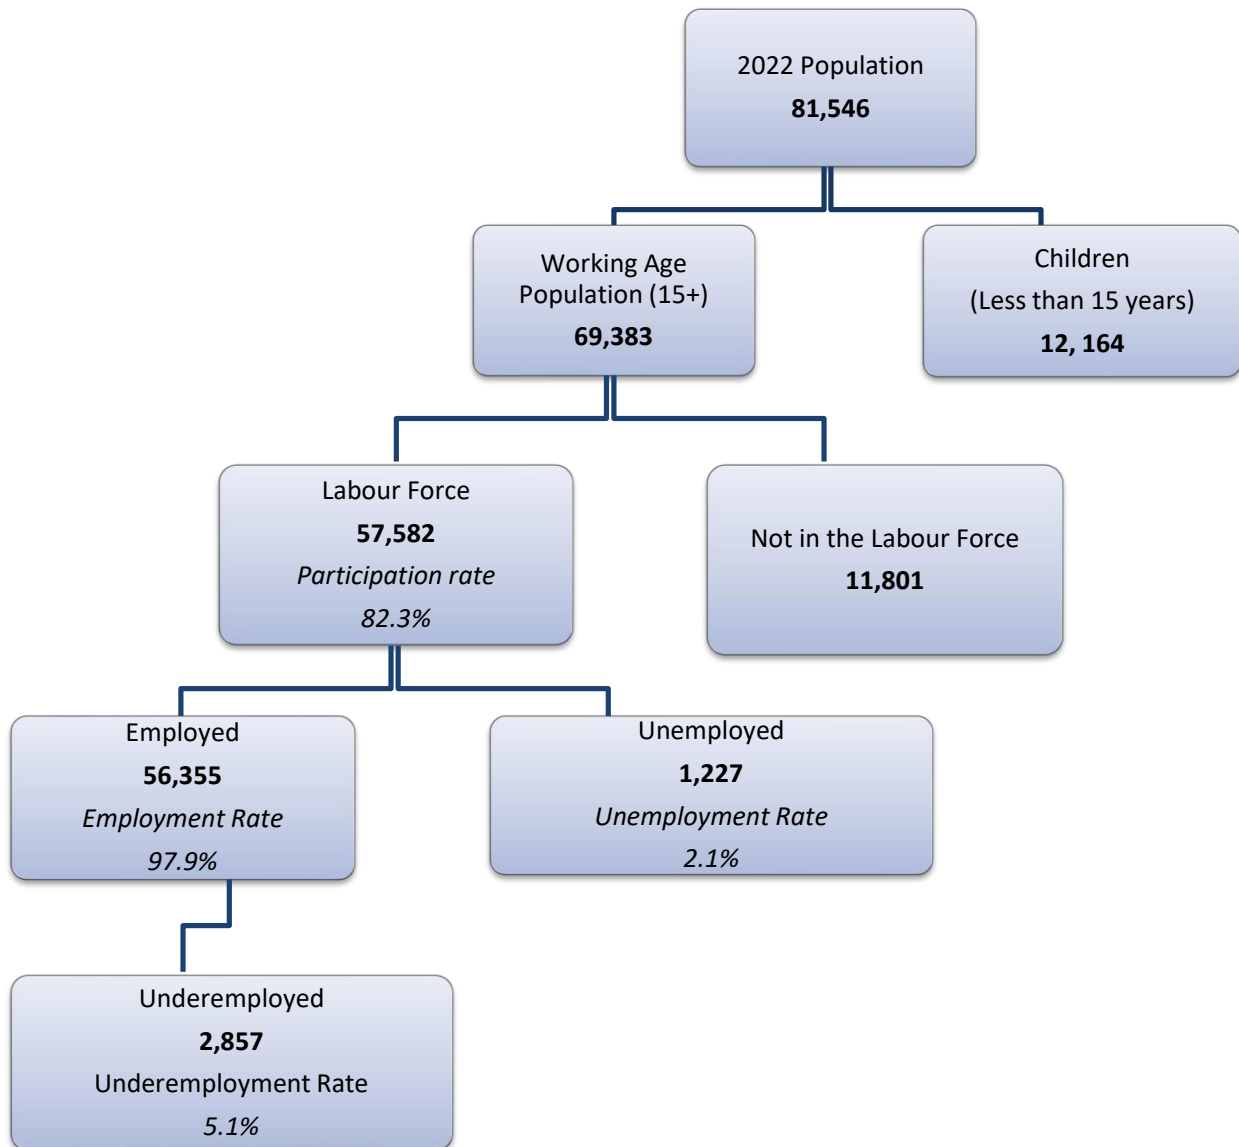 2022 Population
81,546
Working Age
Population (15+)
69,383
Children
(Less than 15 years)
12, 164
Labour Force
57,582
Participation rate
82.3%
Not in the Labour Force
11,801
Employed
56,355
Employment Rate
97.9%
Unemployed
1,227
Unemployment Rate
2.1%
Underemployed
2,857
Underemployment Rate
5.1%